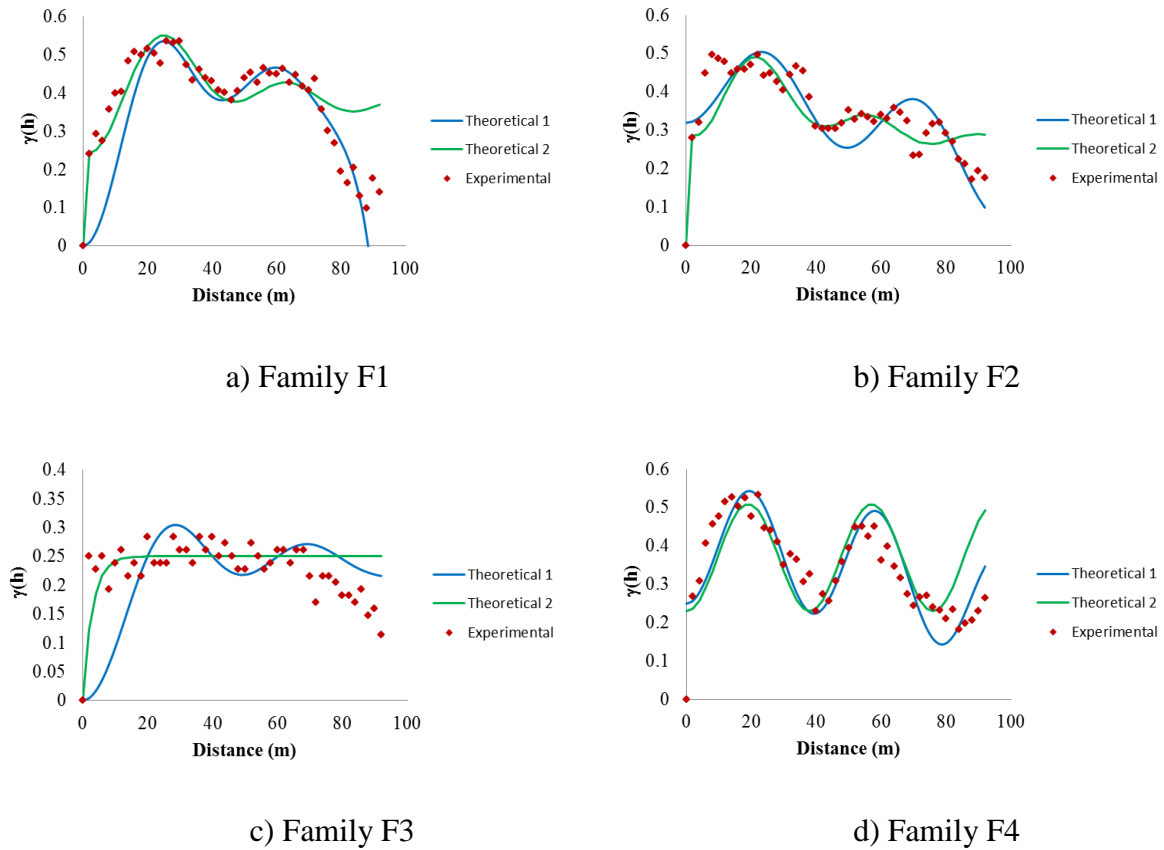 γ(h)
0.6
0.5
0.4
0.3
0.2
0.1
0
0 20 40 60 80 100
Distance (m)
Theoretical 1
Theoretical 2
Experimental
a) Family F1
γ(h)
0.6
0.5
0.4
0.3
0.2
0.1
0
0 20 40 60 80 100
Distance (m)
Theoretical 1
Theoretical 2
Experimental
b) Family F2
γ(h)
0.4
0.35
0.3
0.25
0.2
0.15
0.1
0.05
0
0 20 40 60 80 100
Distance (m)
Theoretical 1
Theoretical 2
Experimental
c) Family F3
γ(h)
0.6
0.5
0.4
0.3
0.2
0.1
0
0 20 40 60 80 100
Distance (m)
Theoretical 1
Theoretical 2
Experimental
d) Family F4